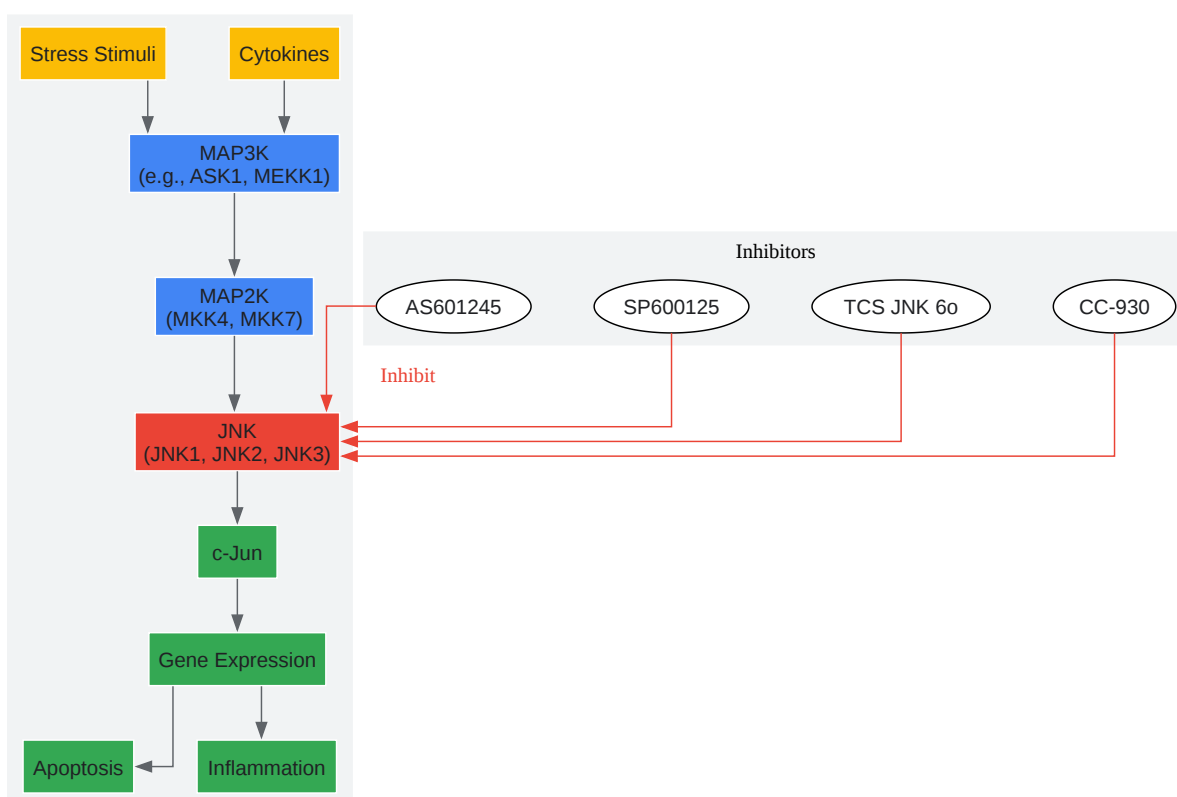 Stress Stimuli
Cytokines
MAP3K
(e.g., ASK1, MEKK1)
Inhibitors
MAP2K
(MKK4, MKK7)
AS601245
SP600125
TCS JNK 6o
CC-930
Inhibit
JNK
(JNK1, JNK2, JNK3)
c-Jun
Gene Expression
Apoptosis
Inflammation